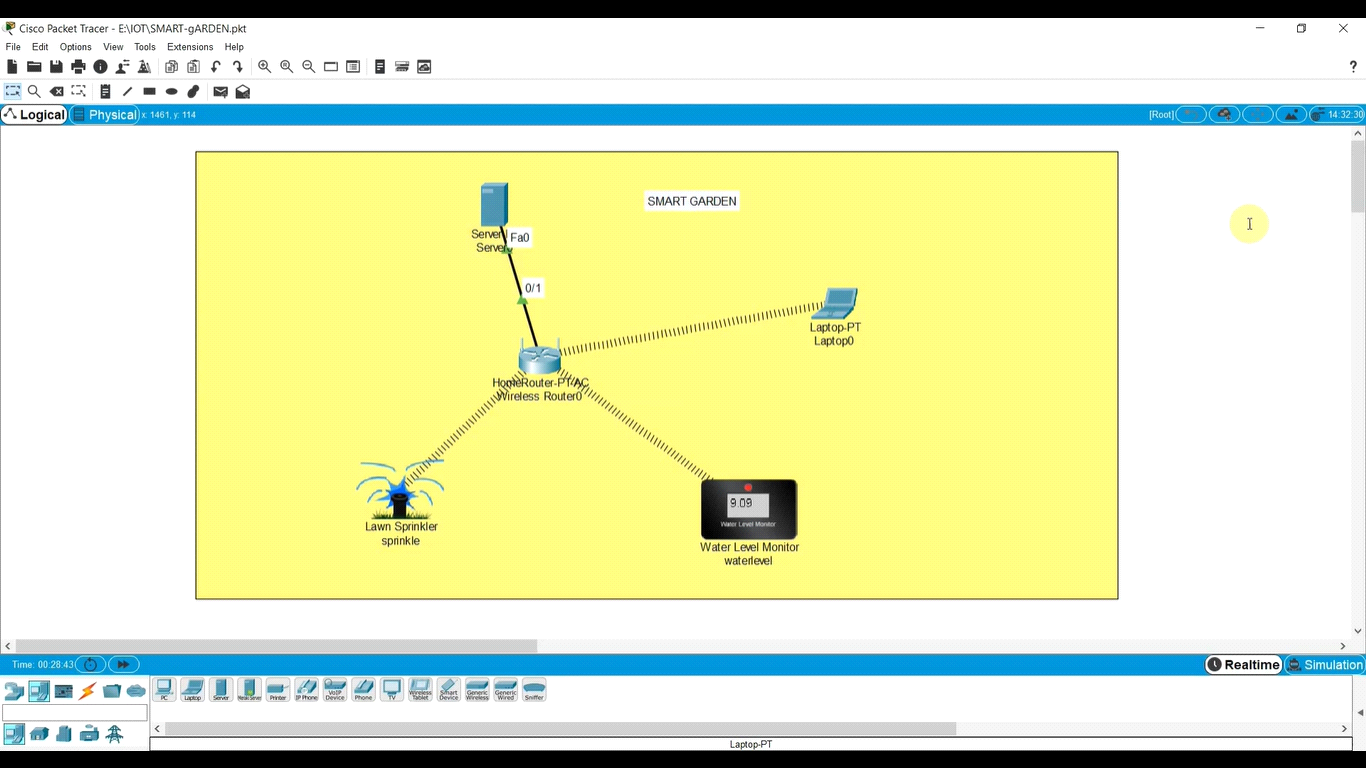 Cisco Packet Tracer - E:\IOT\SMART-gARDEN.pkt
File Edit Options View Tools Extensions Help
?
Logical Physical x: 1461, y: 114 [Root] 14:32:30
SMART GARDEN
Fa0
0/1
Laptop-PT
Laptop0
HomeRouter-PT-AC
Wireless Router0
9.09
Water Level Monitor
Lawn Sprinkler
sprinkle
Water Level Monitor
waterlevel
Time: 00:28:43 Realtime Simulation
PC Laptop Server Printer IP Phone VoIP Device Phone TV Wireless Tablet Smart Device Generic Wireless Generic Wired Sniffer
Laptop-PT